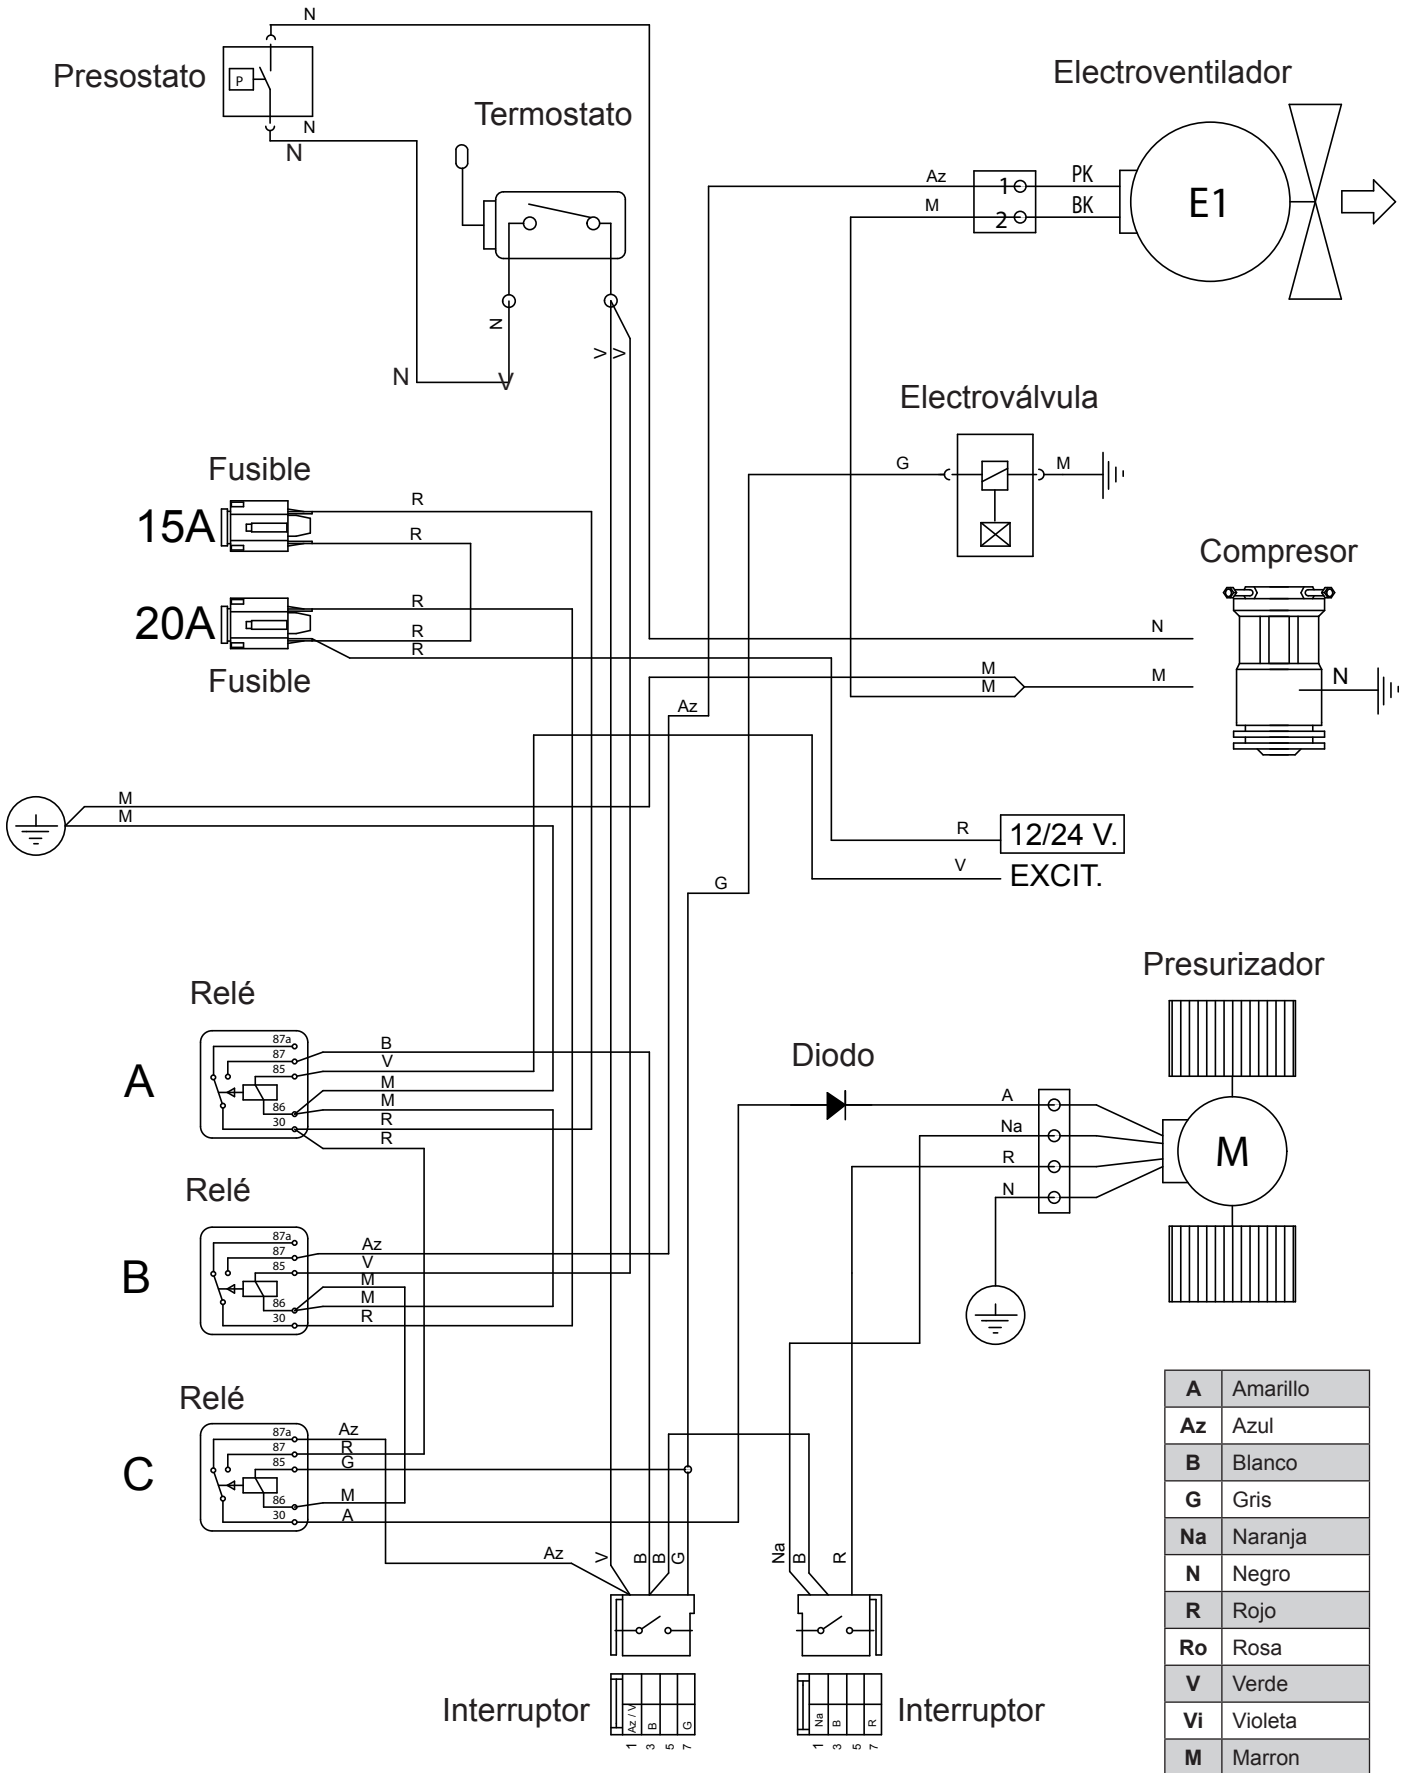 N
Presostato
P
N
N
Termostato
Electroventilador
Az
1
PK
M
2
BK
E1
N
V
V
N
V
Electroválvula
G
M
Fusible
15A
R
R
20A
R
R
R
Fusible
Compresor
N
M
M
M
N
Az
M
M
R
12/24 V.
V
EXCIT.
G
Presurizador
Relé
A
87a
87
85
86
30
B
V
M
M
R
R
Diodo
A
Na
R
N
M
Relé
B
87a
87
85
86
30
Az
V
M
M
R
Relé
C
87a
87
85
86
30
Az
R
G
M
A
Az
V
B
B
G
Na
B
R
Interruptor
Az / V
B
G
1
3
5
7
Na
B
R
1
3
5
7
Interruptor
A Amarillo
Az Azul
B Blanco
G Gris
Na Naranja
N Negro
R Rojo
Ro Rosa
V Verde
Vi Violeta
M Marron